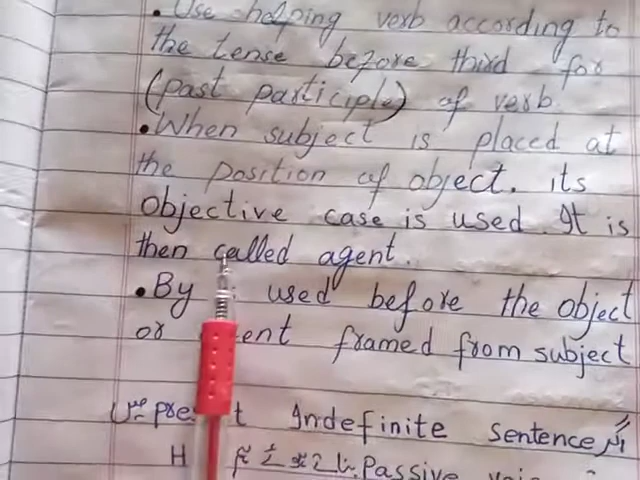 • Use helping verb according to
the tense before third for
(past participle) of verb
• When subject is placed at
the position of object. its
objective case is used. It is
then called agent.
• By used before the object
or framed from subject
Indefinite sentence اگر
Passive